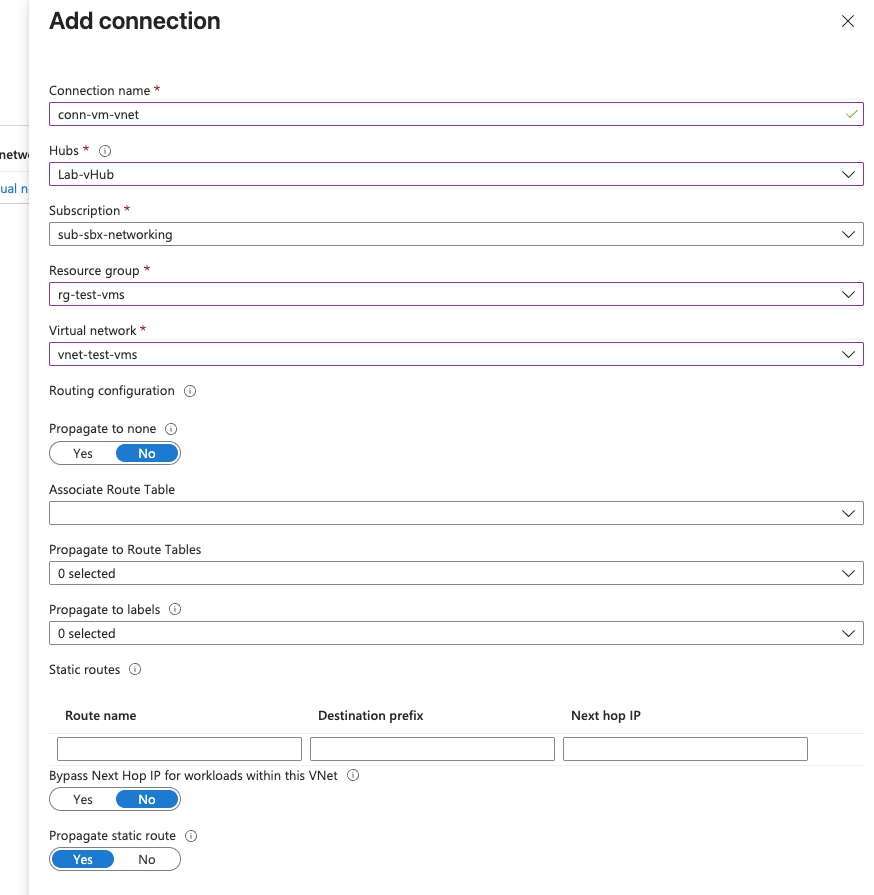 Add connection
Connection name *
conn-vm-vnet
Hubs *
netwo
Lab-vHub
ual n
Subscription *
sub-sbx-networking
Resource group *
rg-test-vms
Virtual network *
vnet-test-vms
Routing configuration
Propagate to none
Yes No
Associate Route Table
Propagate to Route Tables
0 selected
Propagate to labels
0 selected
Static routes
Route name Destination prefix Next hop IP
Bypass Next Hop IP for workloads within this VNet
Yes No
Propagate static route
Yes No